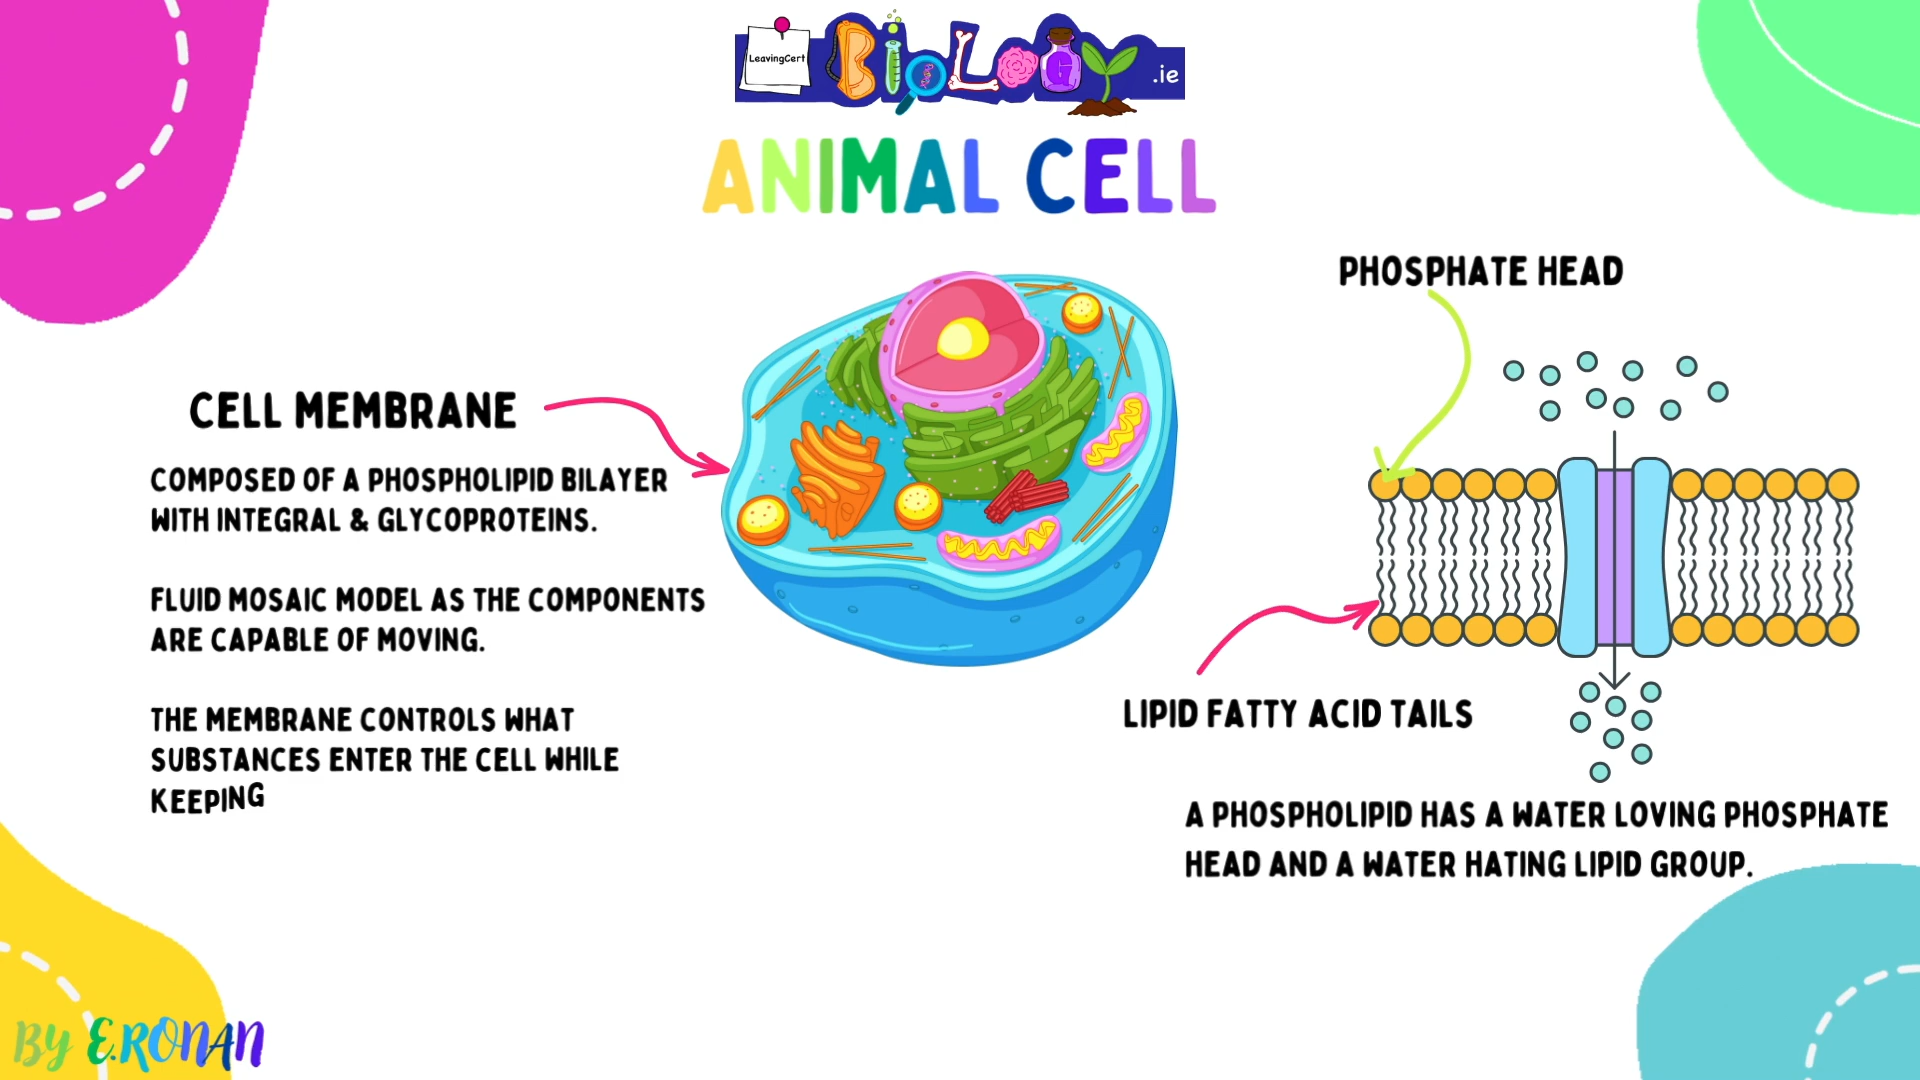 LeavingCert
BIOLOGY
.ie
ANIMAL CELL
PHOSPHATE HEAD
CELL MEMBRANE
COMPOSED OF A PHOSPHOLIPID BILAYER
WITH INTEGRAL & GLYCOPROTEINS.
FLUID MOSAIC MODEL AS THE COMPONENTS
ARE CAPABLE OF MOVING.
THE MEMBRANE CONTROLS WHAT
SUBSTANCES ENTER THE CELL WHILE
KEEPING
LIPID FATTY ACID TAILS
A PHOSPHOLIPID HAS A WATER LOVING PHOSPHATE
HEAD AND A WATER HATING LIPID GROUP.
By E.RONAN